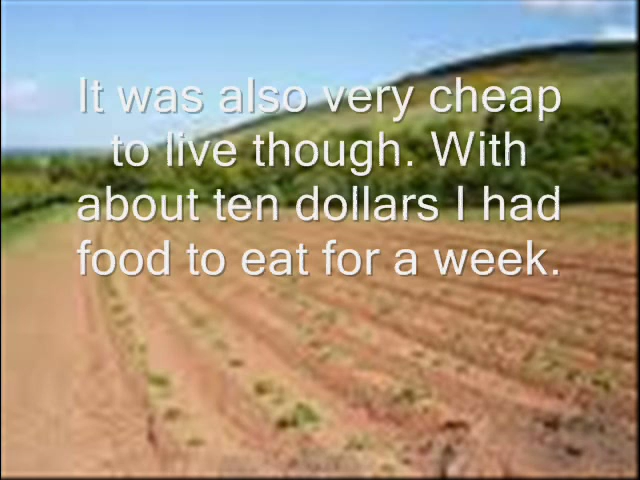 It was also very cheap
to live though. With
about ten dollars I had
food to eat for a week.